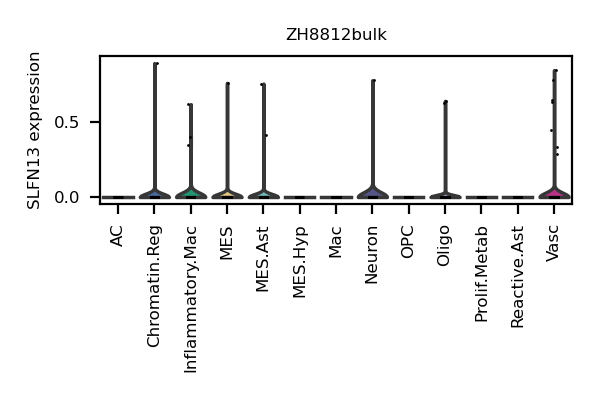 ZH8812bulk
SLFN13 expression
0.5
0.0
AC
Chromatin.Reg
Inflammatory.Mac
MES
MES.Ast
MES.Hyp
Mac
Neuron
OPC
Oligo
Prolif.Metab
Reactive.Ast
Vasc